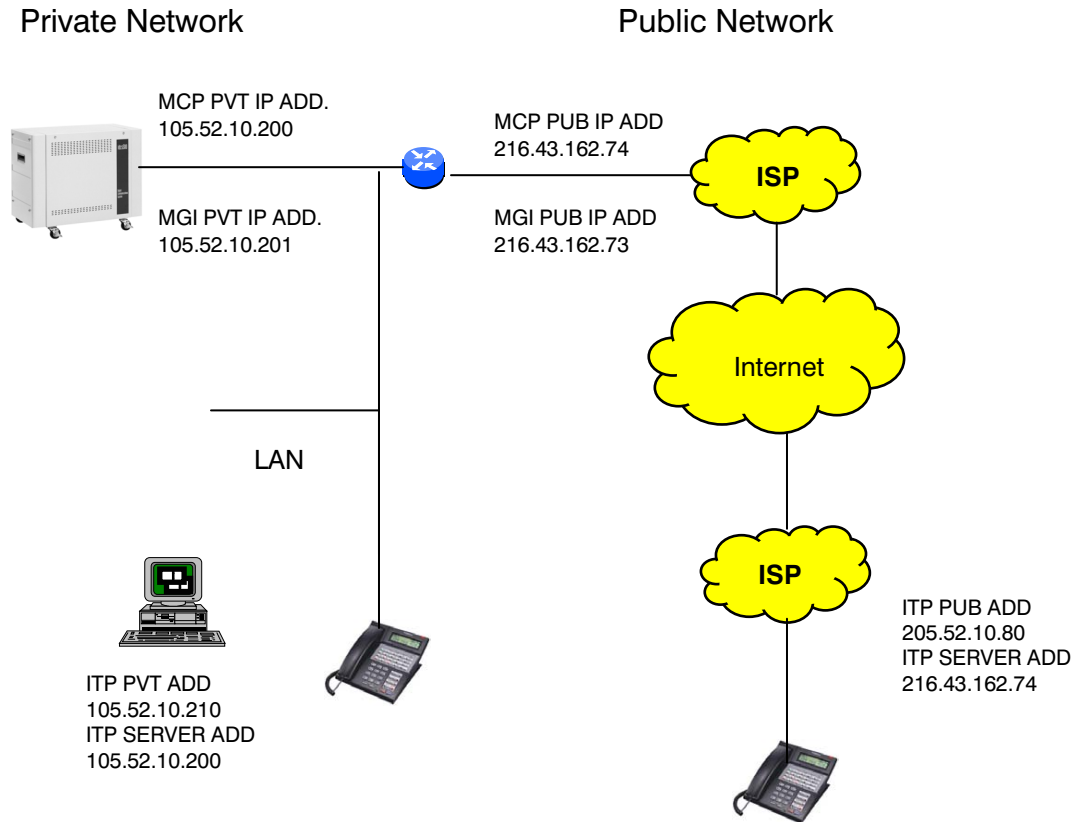 Private Network
Public Network
MCP PVT IP ADD.
105.52.10.200
MGI PVT IP ADD.
105.52.10.201
MCP PUB IP ADD
216.43.162.74
MGI PUB IP ADD
216.43.162.73
ISP
Internet
LAN
ISP
ITP PUB ADD
205.52.10.80
ITP SERVER ADD
216.43.162.74
ITP PVT ADD
105.52.10.210
ITP SERVER ADD
105.52.10.200